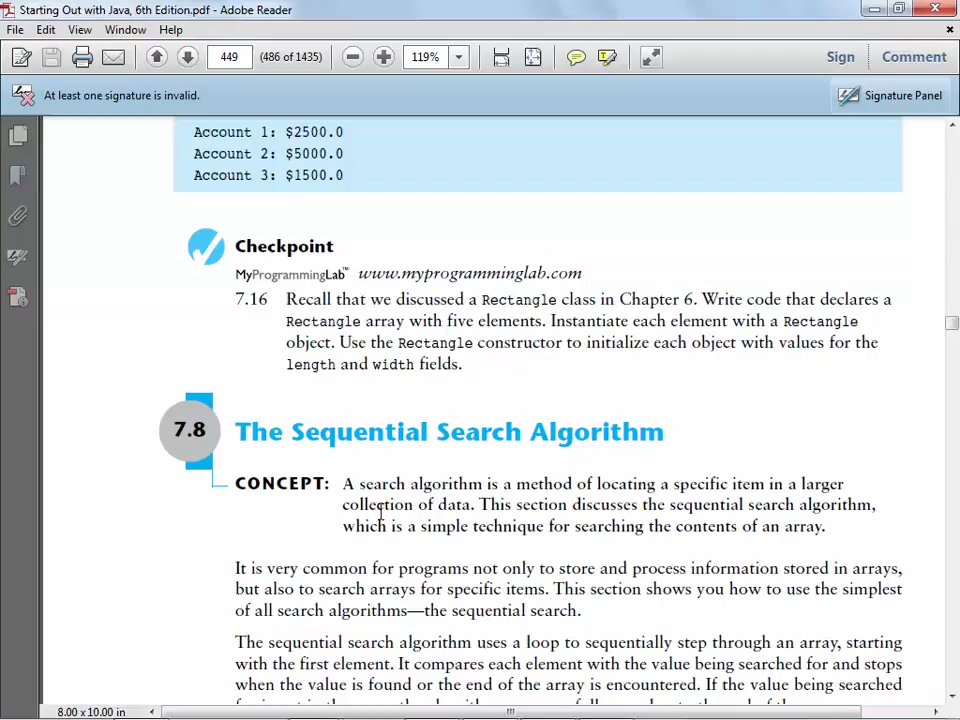 Starting Out with Java, 6th Edition.pdf - Adobe Reader
File Edit View Window Help
449 (486 of 1435) 119% Sign Comment
At least one signature is invalid. Signature Panel
Account 1: $2500.0
Account 2: $5000.0
Account 3: $1500.0
Checkpoint
MyProgrammingLab™ www.myprogramminglab.com
7.16 Recall that we discussed a Rectangle class in Chapter 6. Write code that declares a
Rectangle array with five elements. Instantiate each element with a Rectangle
object. Use the Rectangle constructor to initialize each object with values for the
length and width fields.
7.8 The Sequential Search Algorithm
CONCEPT: A search algorithm is a method of locating a specific item in a larger
collection of data. This section discusses the sequential search algorithm,
which is a simple technique for searching the contents of an array.
It is very common for programs not only to store and process information stored in arrays,
but also to search arrays for specific items. This section shows you how to use the simplest
of all search algorithms—the sequential search.
The sequential search algorithm uses a loop to sequentially step through an array, starting
with the first element. It compares each element with the value being searched for and stops
when the value is found or the end of the array is encountered. If the value being searched
8.00 x 10.00 in